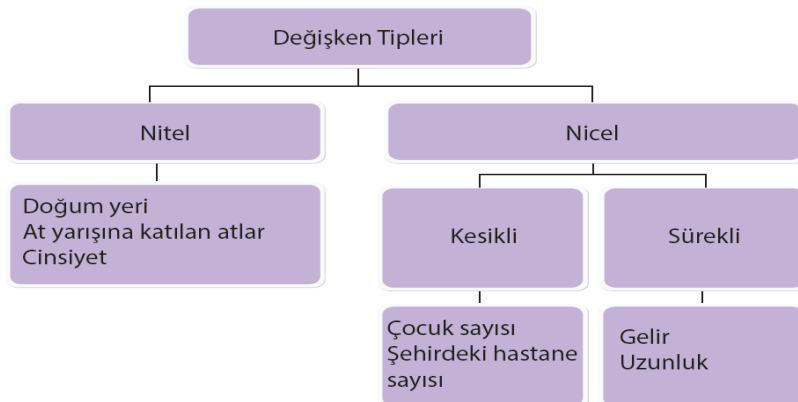 Değişken Tipleri
Nitel
Nicel
Doğum yeri
At yarışına katılan atlar
Cinsiyet
Kesikli
Sürekli
Çocuk sayısı
Şehirdeki hastane
sayısı
Gelir
Uzunluk